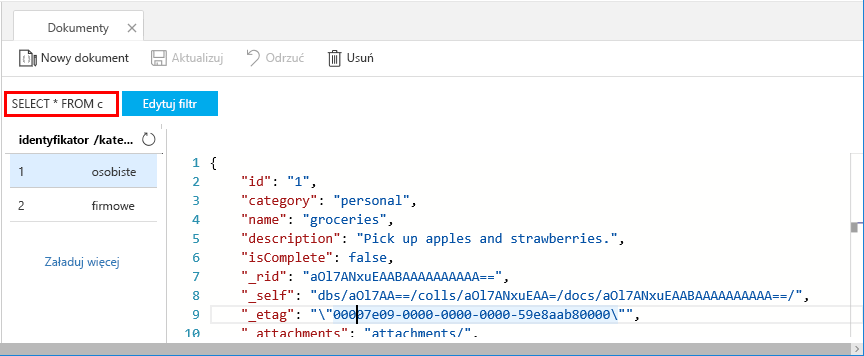 Dokumenty
Nowy dokument Aktualizuj Odrzuć Usuń
SELECT * FROM c Edytuj filtr
identyfikator /kate...
1 osobiste
2 firmowe
Załaduj więcej
1 {
2 "id": "1",
3 "category": "personal",
4 "name": "groceries",
5 "description": "Pick up apples and strawberries.",
6 "isComplete": false,
7 "_rid": "aOl7ANxuEAABAAAAAAAAAA==",
8 "_self": "dbs/aOl7AA==/colls/aOl7ANxuEAA=/docs/aOl7ANxuEAABAAAAAAAAAA==/",
9 "_etag": "\"00007e09-0000-0000-0000-59e8aab80000\"",
10 "_attachments": "attachments/",